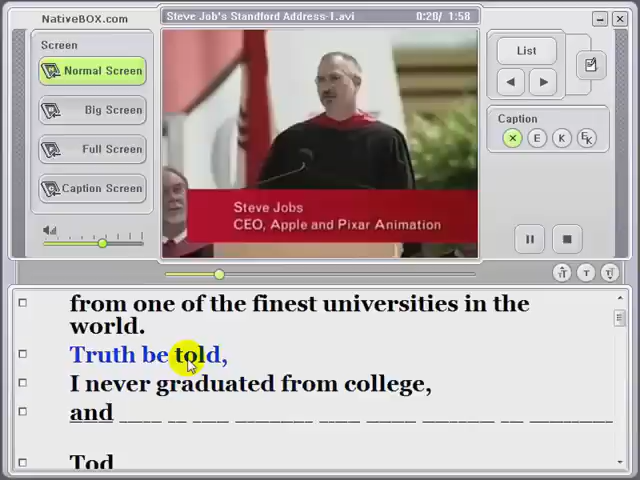 NativeBOX.com
Steve Job's Standford Address-1.avi
0:20/ 1:58
Screen
Normal Screen
Big Screen
Full Screen
Caption Screen
List
Caption
E K EK
Steve Jobs
CEO, Apple and Pixar Animation
T T T
from one of the finest universities in the
world.
Truth be told,
I never graduated from college,
and
Tod